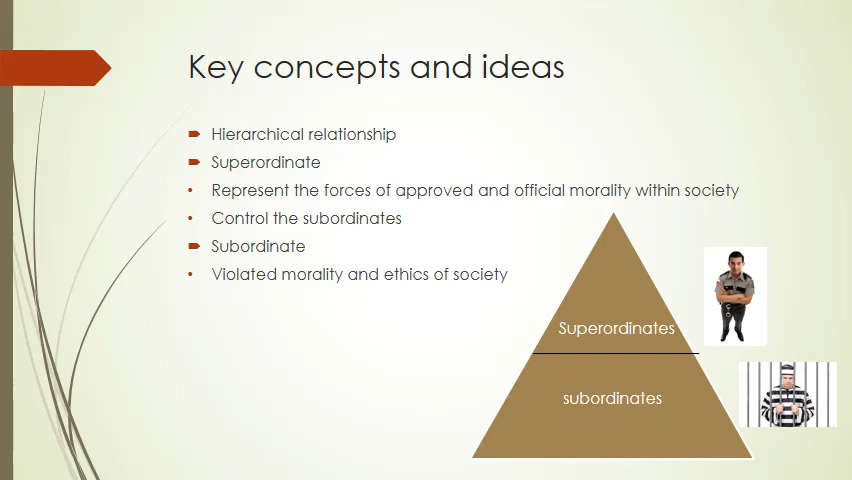 Key concepts and ideas
Hierarchical relationship
Superordinate
Represent the forces of approved and official morality within society
Control the subordinates
Subordinate
Violated morality and ethics of society
Superordinates
subordinates